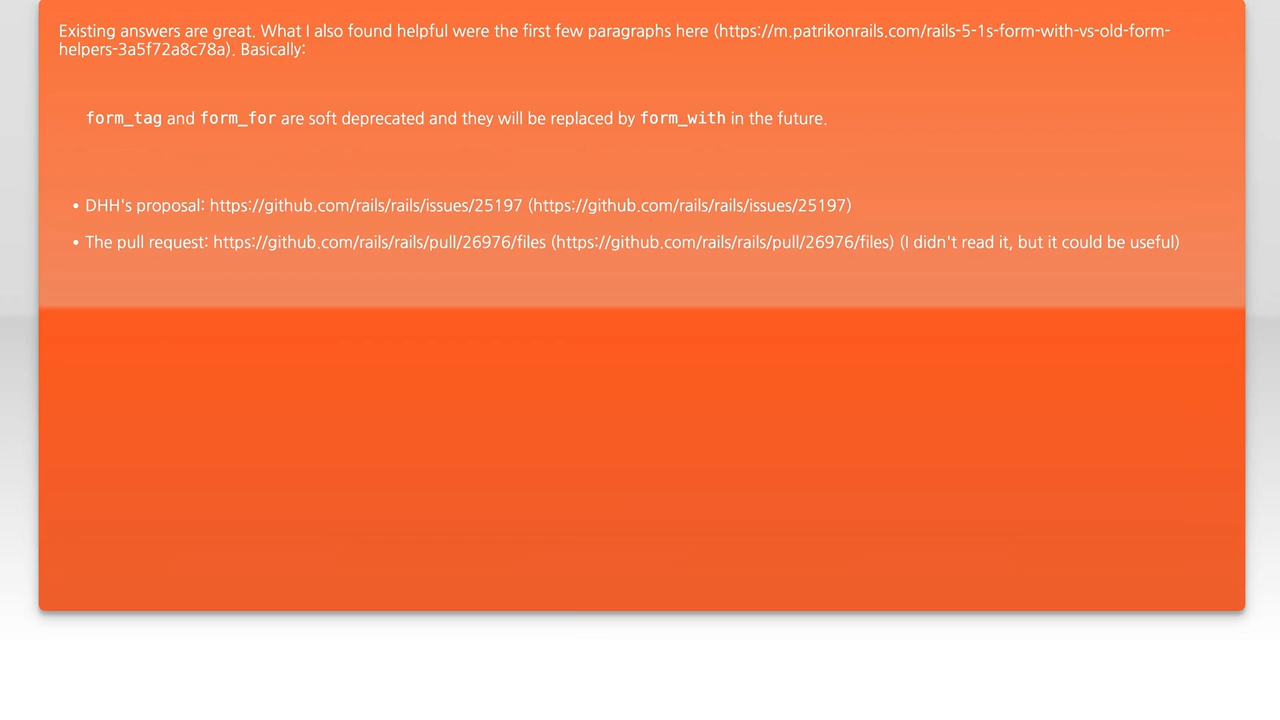 Existing answers are great. What I also found helpful were the first few paragraphs here (https://m.patrikonrails.com/rails-5-1s-form-with-vs-old-form-
helpers-3a5f72a8c78a). Basically:
form_tag and form_for are soft deprecated and they will be replaced by form_with in the future.
• DHH's proposal: https://github.com/rails/rails/issues/25197 (https://github.com/rails/rails/issues/25197)
• The pull request: https://github.com/rails/rails/pull/26976/files (https://github.com/rails/rails/pull/26976/files) (I didn't read it, but it could be useful)